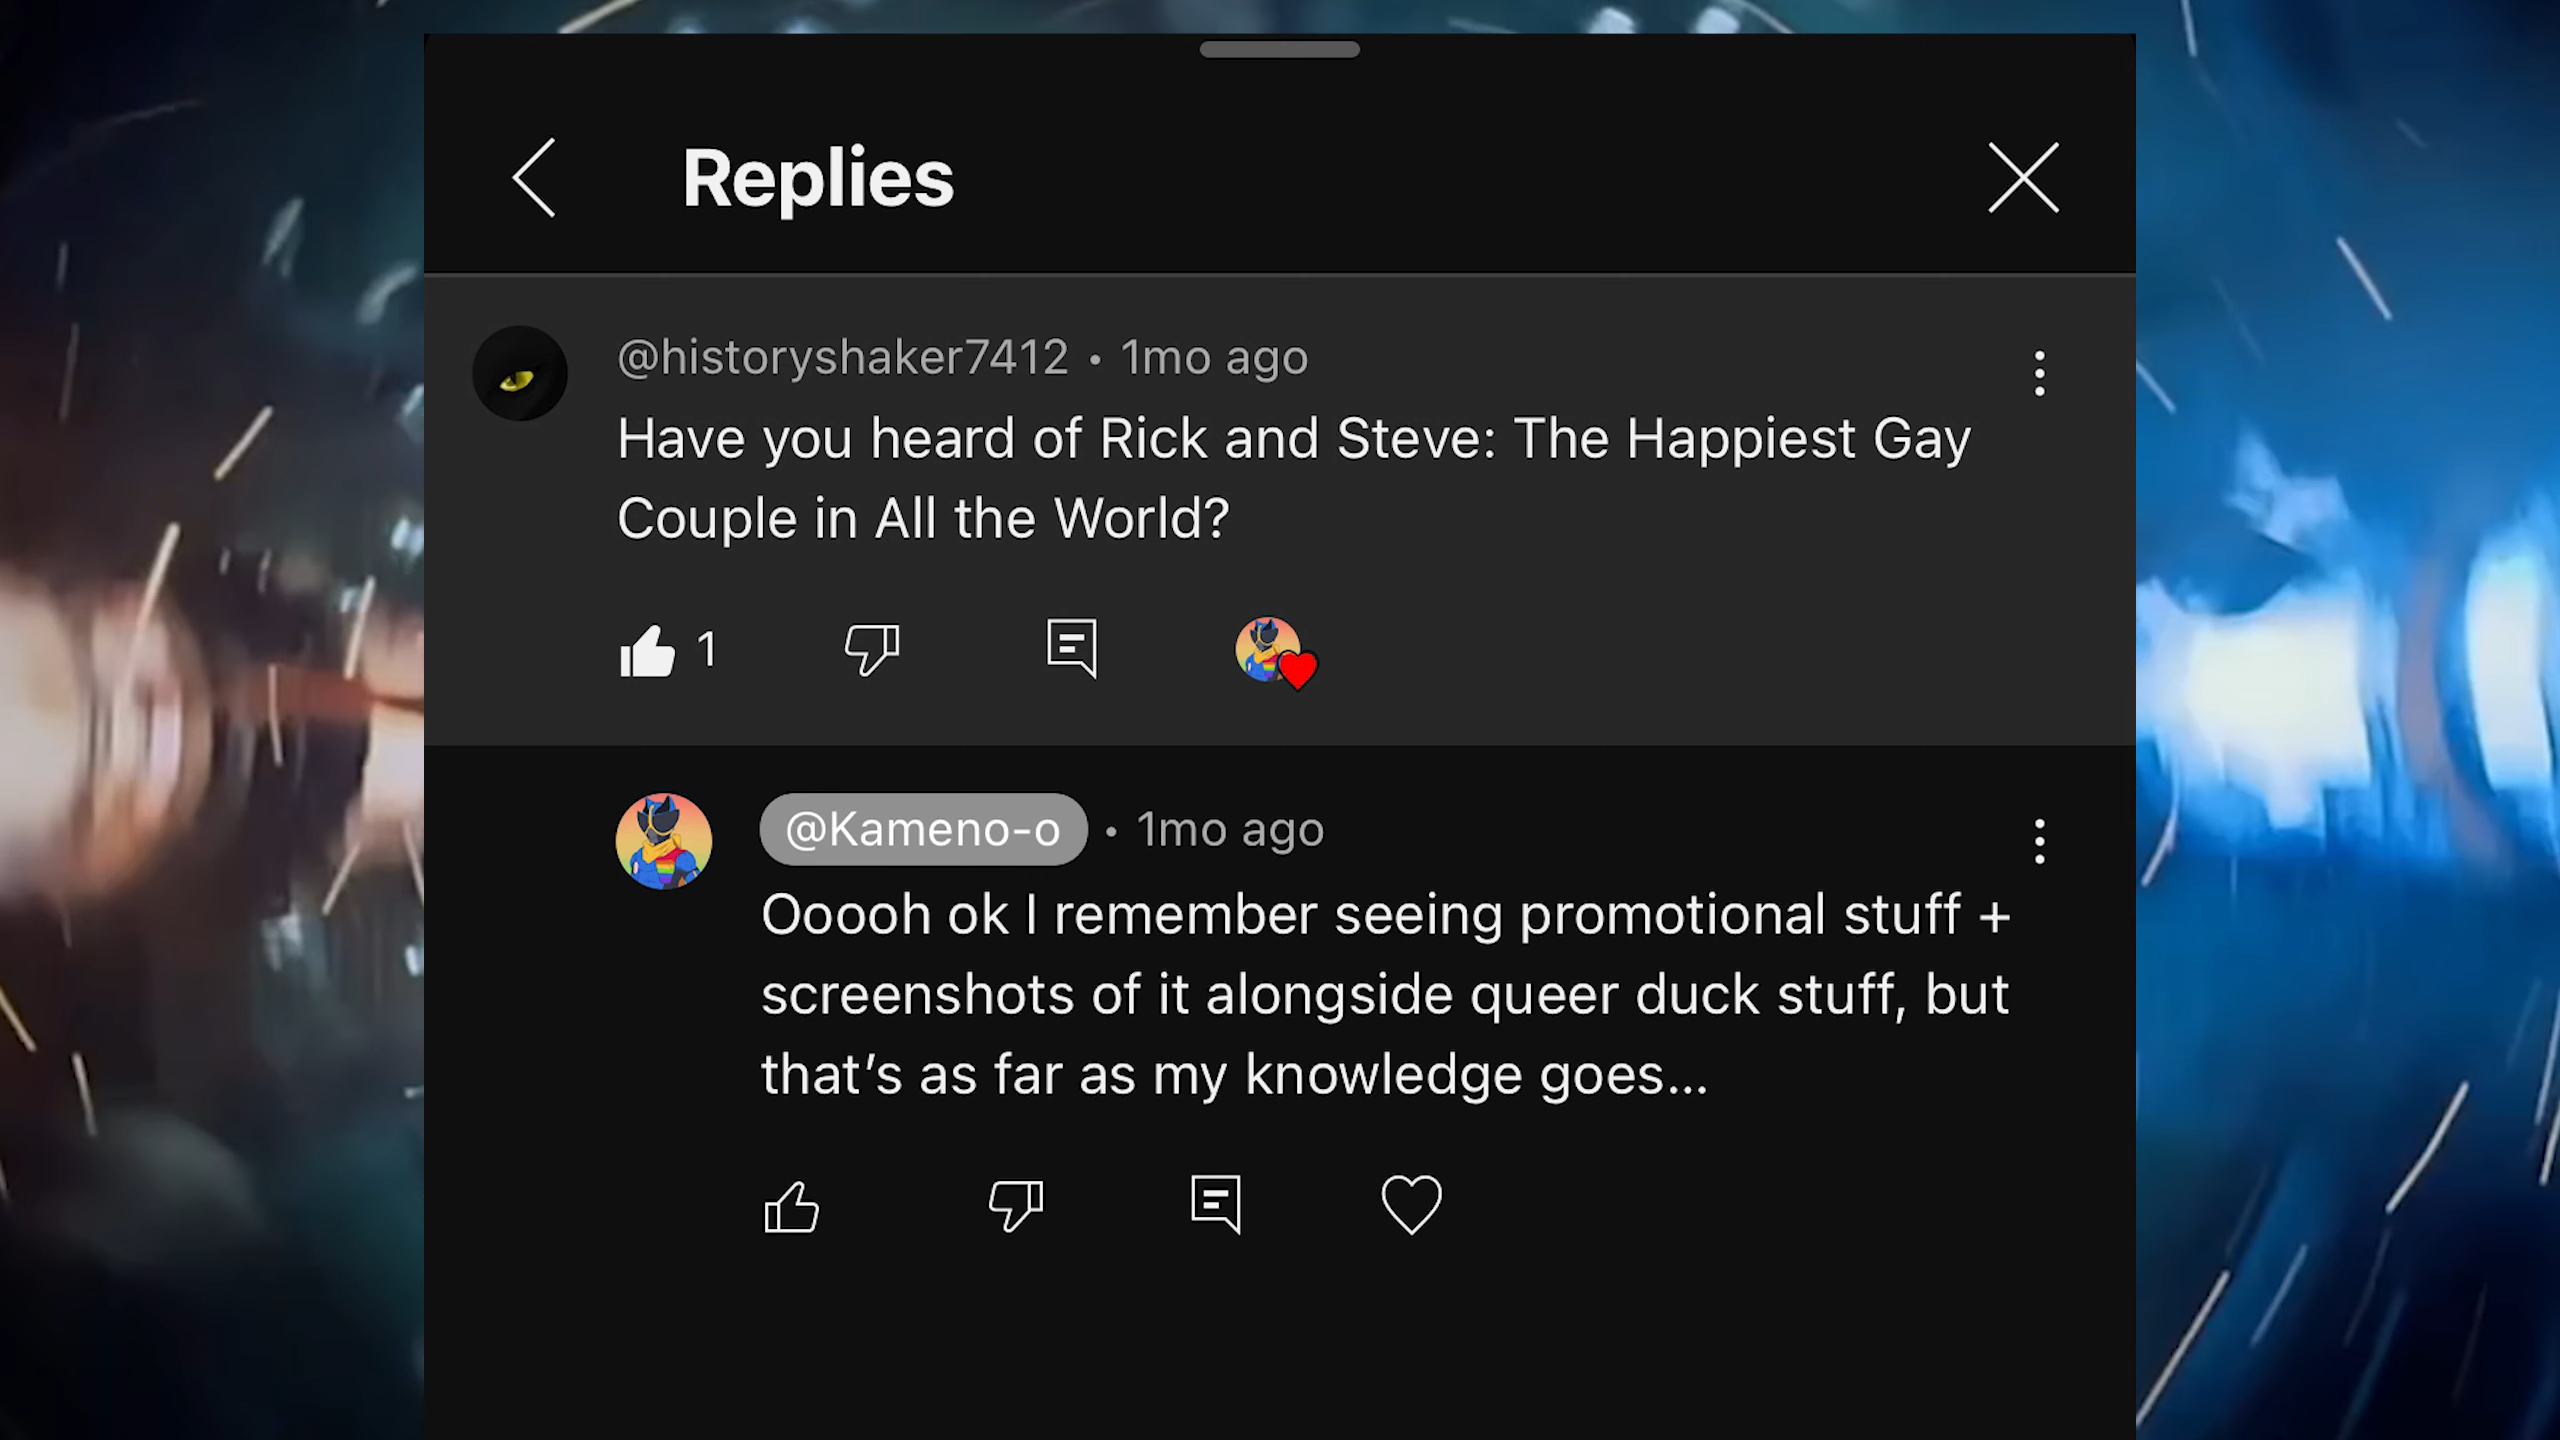 Replies
@historyshaker7412 • 1mo ago
Have you heard of Rick and Steve: The Happiest Gay
Couple in All the World?
1
@Kameno-o • 1mo ago
Ooooh ok I remember seeing promotional stuff +
screenshots of it alongside queer duck stuff, but
that’s as far as my knowledge goes...